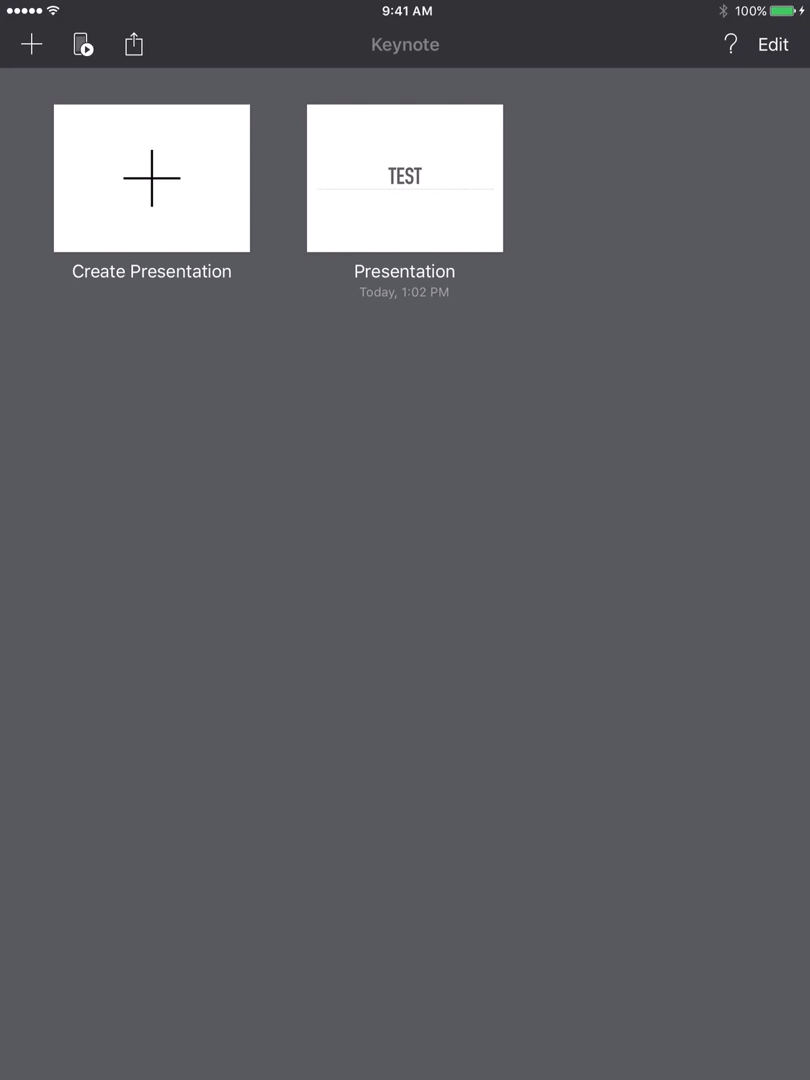 9:41 AM
100%
Keynote
?
Edit
TEST
Create Presentation
Presentation
Today, 1:02 PM